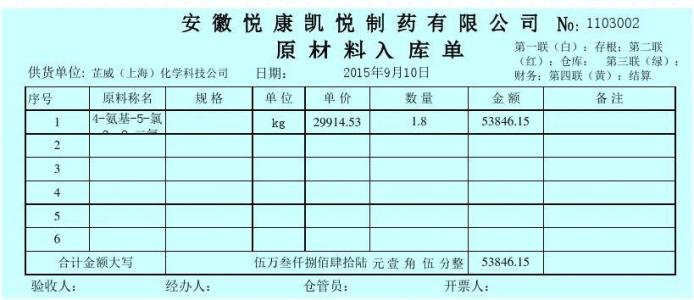 安徽悦康凯悦制药有限公司 No: 1103002
原材料入库单
第一联（白）：存根；第二联
（红）：仓库： 第三联（绿）：
财务；第四联（黄）：结算
供货单位: 芷威（上海）化学科技公司 日期： 2015年9月10日
序号 原料称名 规格 单位 单价 数量 金额 备注
1 4-氨基-5-氯 kg 29914.53 1.8 53846.15
2
3
4
5
6
合计金额大写 伍万叁仟捌佰肆拾陆 元壹 角 伍 分整 53846.15
验收人： 经办人： 仓管员： 开票人：